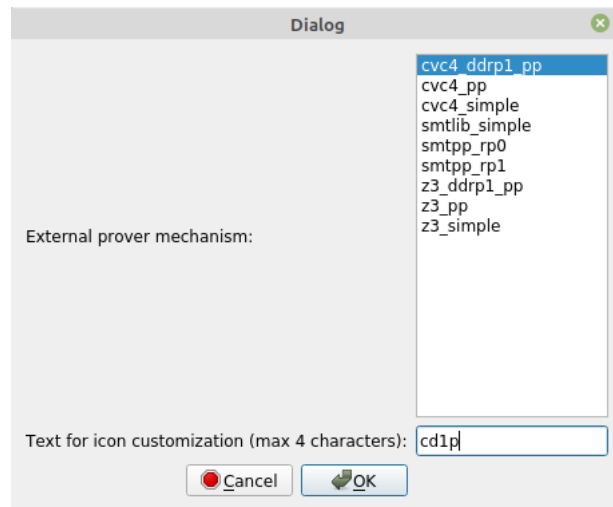 Dialog
External prover mechanism:
cvc4_ddrp1_pp
cvc4_pp
cvc4_simple
smtlib_simple
smtpp_rp0
smtpp_rp1
z3_ddrp1_pp
z3_pp
z3_simple
Text for icon customization (max 4 characters):
cd1p
Cancel
OK